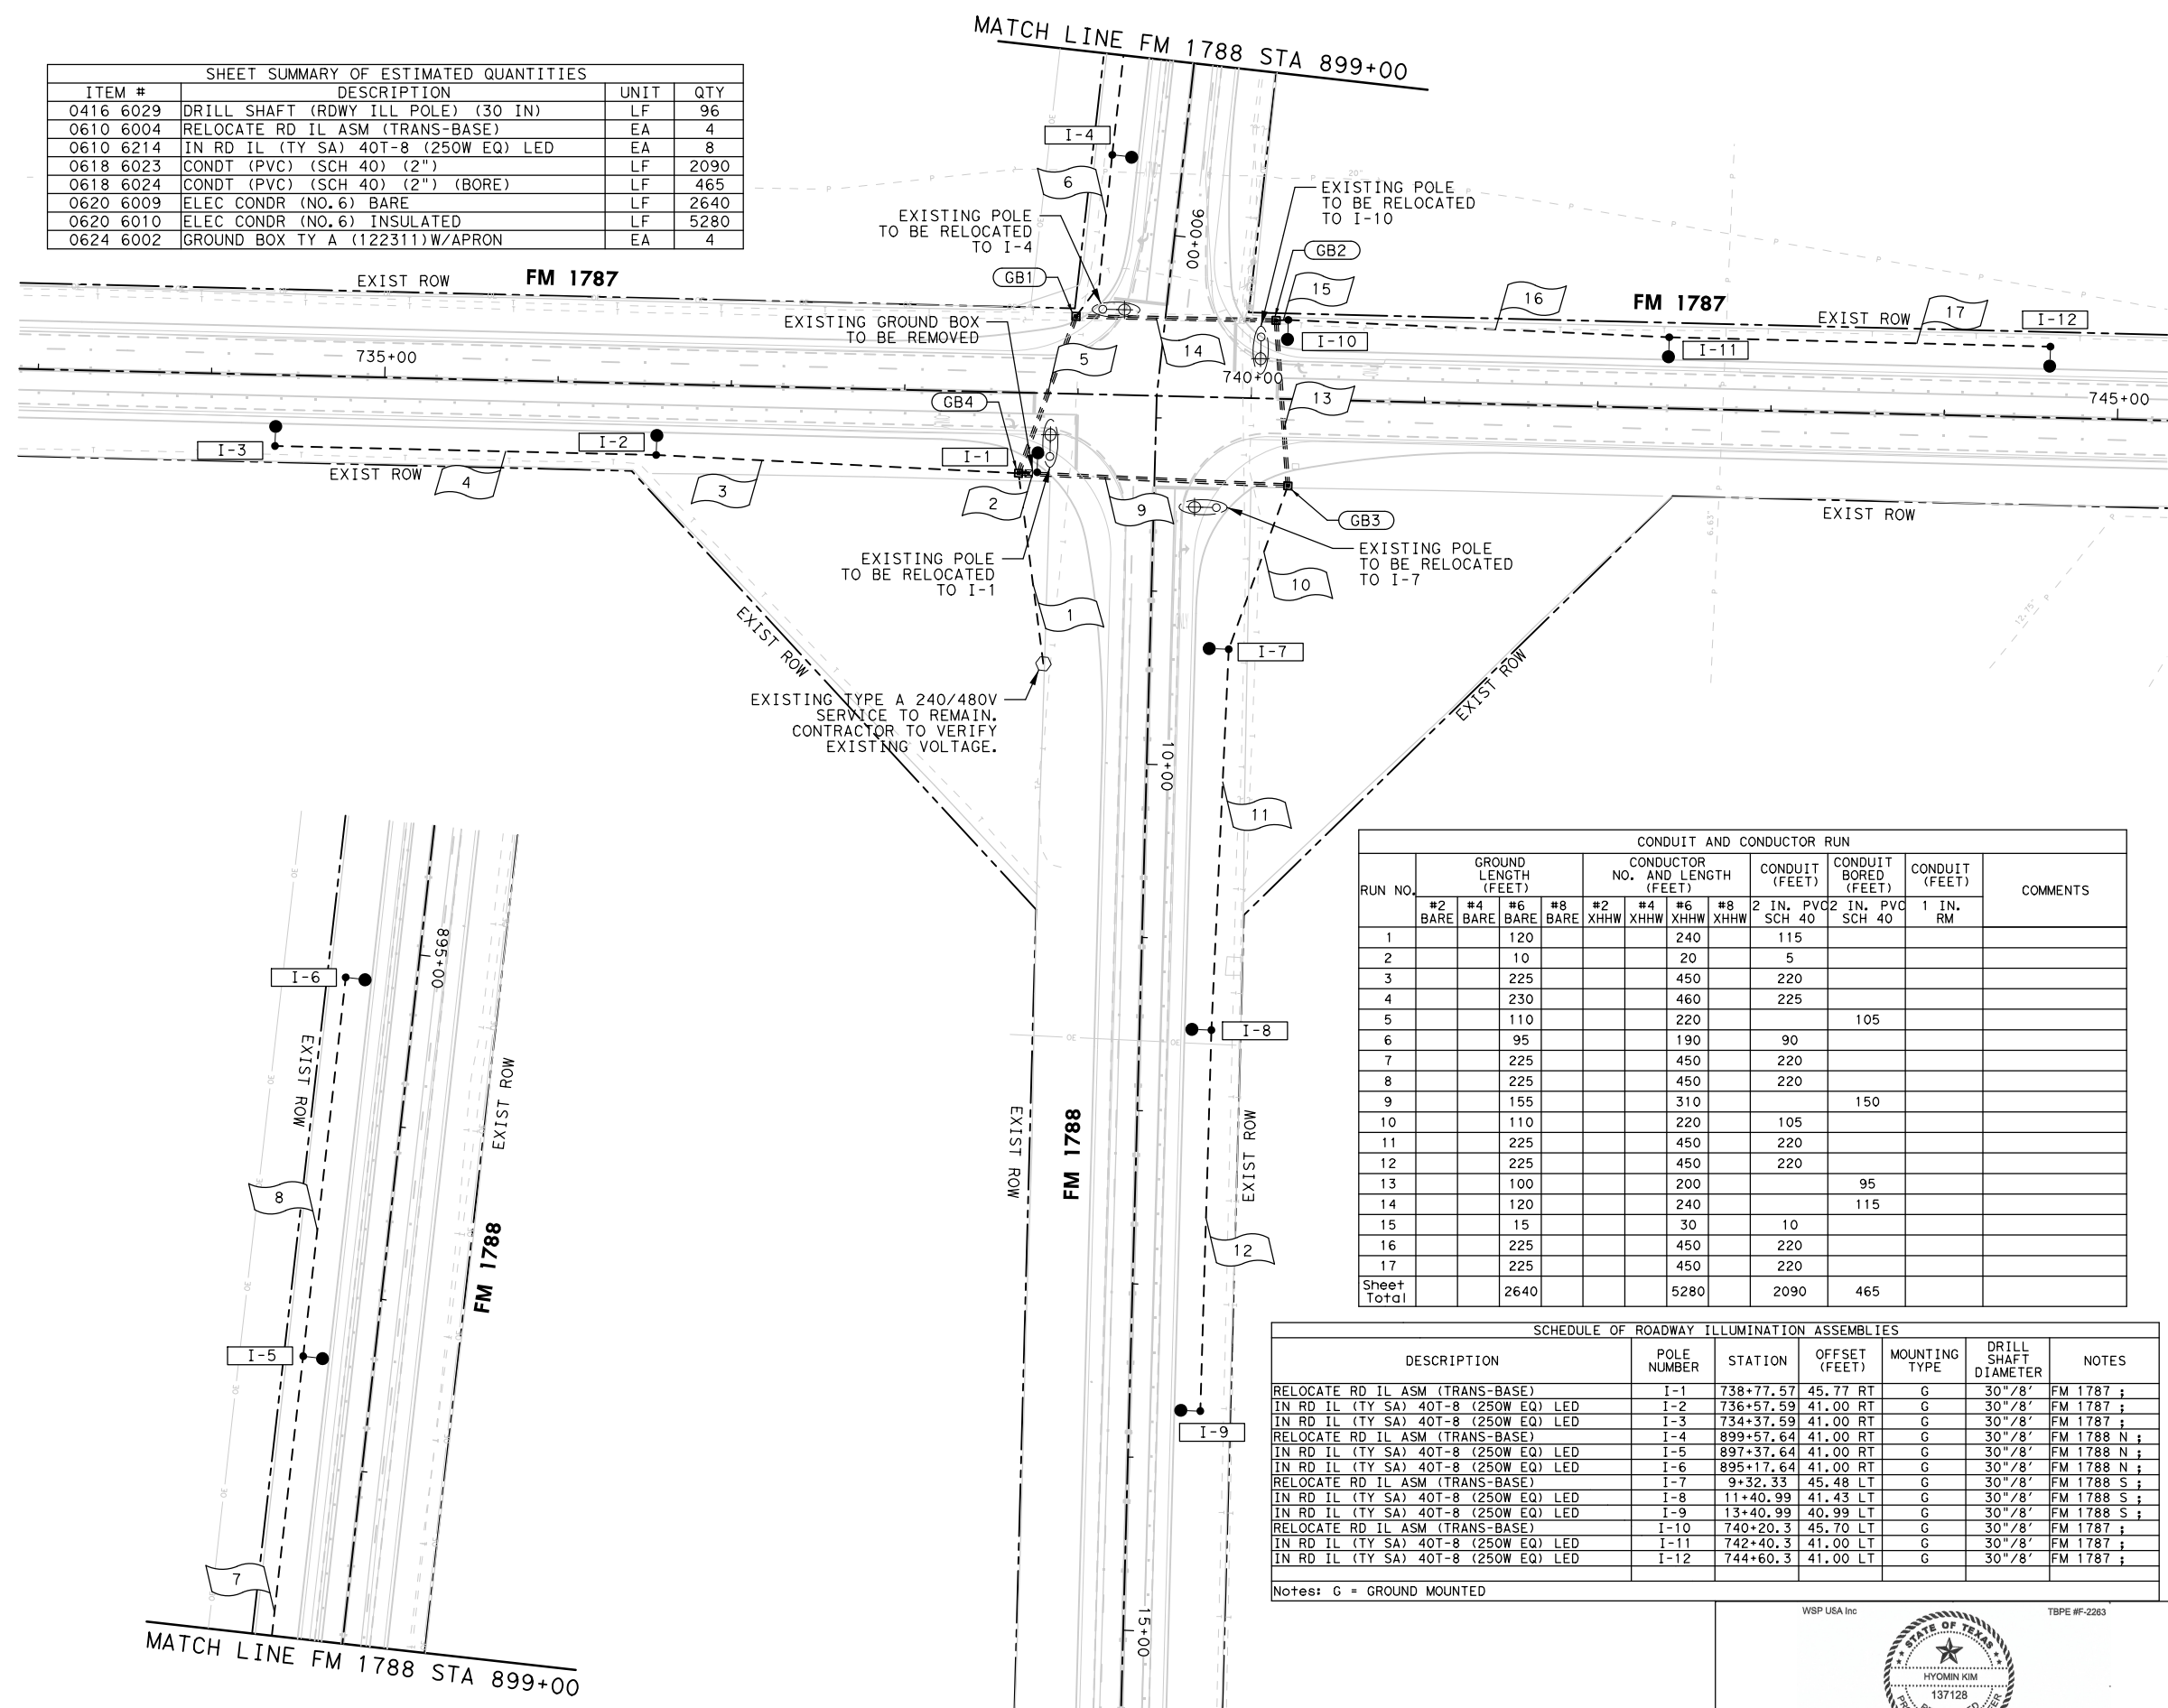 MATCH LINE FM 1788 STA 899+00
SHEET SUMMARY OF ESTIMATED QUANTITIES
ITEM # DESCRIPTION UNIT QTY
0416 6029 DRILL SHAFT (RDWY ILL POLE) (30 IN) LF 96
0610 6004 RELOCATE RD IL ASM (TRANS-BASE) EA 4
0610 6214 IN RD IL (TY SA) 40T-8 (250W EQ) LED EA 8
0618 6023 CONDT (PVC) (SCH 40) (2") LF 2090
0618 6024 CONDT (PVC) (SCH 40) (2") (BORE) LF 465
0620 6009 ELEC CONDR (NO.6) BARE LF 2640
0620 6010 ELEC CONDR (NO.6) INSULATED LF 5280
0624 6002 GROUND BOX TY A (122311)W/APRON EA 4
I-4
6
EXISTING POLE
TO BE RELOCATED
TO I-4
900+00
EXISTING POLE
TO BE RELOCATED
TO I-10
20"
GB1
GB2
EXIST ROW
FM 1787
15
16
FM 1787
17
EXIST ROW
I-12
EXISTING GROUND BOX
TO BE REMOVED
735+00
5
14
I-10
I-11
740+00
13
745+00
GB4
I-3
I-2
I-1
EXIST ROW
4
3
2
9
GB3
EXIST ROW
6.63"
EXISTING POLE
TO BE RELOCATED
TO I-1
EXISTING POLE
TO BE RELOCATED
TO I-7
10
1
12.75"
EXIST ROW
I-7
EXIST ROW
EXISTING TYPE A 240/480V
SERVICE TO REMAIN.
CONTRACTOR TO VERIFY
EXISTING VOLTAGE.
10+00
11
I-8
EXIST ROW
FM 1788
EXIST ROW
12
I-9
15+00
895+00
I-6
EXIST ROW
EXIST ROW
8
FM 1788
I-5
7
MATCH LINE FM 1788 STA 899+00
CONDUIT AND CONDUCTOR RUN
RUN NO. GROUND LENGTH (FEET) CONDUCTOR NO. AND LENGTH (FEET) CONDUIT (FEET) CONDUIT BORED (FEET) CONDUIT (FEET) COMMENTS
#2 BARE #4 BARE #6 BARE #8 BARE #2 XHHW #4 XHHW #6 XHHW #8 XHHW 2 IN. PVC SCH 40 2 IN. PVC SCH 40 1 IN. RM
1 120 240 115
2 10 20 5
3 225 450 220
4 230 460 225
5 110 220 105
6 95 190 90
7 225 450 220
8 225 450 220
9 155 310 150
10 110 220 105
11 225 450 220
12 225 450 220
13 100 200 95
14 120 240 115
15 15 30 10
16 225 450 220
17 225 450 220
Sheet Total 2640 5280 2090 465
SCHEDULE OF ROADWAY ILLUMINATION ASSEMBLIES
DESCRIPTION POLE NUMBER STATION OFFSET (FEET) MOUNTING TYPE DRILL SHAFT DIAMETER NOTES
RELOCATE RD IL ASM (TRANS-BASE) I-1 738+77.57 45.77 RT G 30"/8' FM 1787 ;
IN RD IL (TY SA) 40T-8 (250W EQ) LED I-2 736+57.59 41.00 RT G 30"/8' FM 1787 ;
IN RD IL (TY SA) 40T-8 (250W EQ) LED I-3 734+37.59 41.00 RT G 30"/8' FM 1787 ;
RELOCATE RD IL ASM (TRANS-BASE) I-4 899+57.64 41.00 RT G 30"/8' FM 1788 N ;
IN RD IL (TY SA) 40T-8 (250W EQ) LED I-5 897+37.64 41.00 RT G 30"/8' FM 1788 N ;
IN RD IL (TY SA) 40T-8 (250W EQ) LED I-6 895+17.64 41.00 RT G 30"/8' FM 1788 N ;
RELOCATE RD IL ASM (TRANS-BASE) I-7 9+32.33 45.48 LT G 30"/8' FM 1788 S ;
IN RD IL (TY SA) 40T-8 (250W EQ) LED I-8 11+40.99 41.43 LT G 30"/8' FM 1788 S ;
IN RD IL (TY SA) 40T-8 (250W EQ) LED I-9 13+40.99 40.99 LT G 30"/8' FM 1788 S ;
RELOCATE RD IL ASM (TRANS-BASE) I-10 740+20.3 45.70 LT G 30"/8' FM 1787 ;
IN RD IL (TY SA) 40T-8 (250W EQ) LED I-11 742+40.3 41.00 LT G 30"/8' FM 1787 ;
IN RD IL (TY SA) 40T-8 (250W EQ) LED I-12 744+60.3 41.00 LT G 30"/8' FM 1787 ;
Notes: G = GROUND MOUNTED
WSP USA Inc
TBPE #F-2263
STATE OF TEXAS
HYOMIN KIM
137128